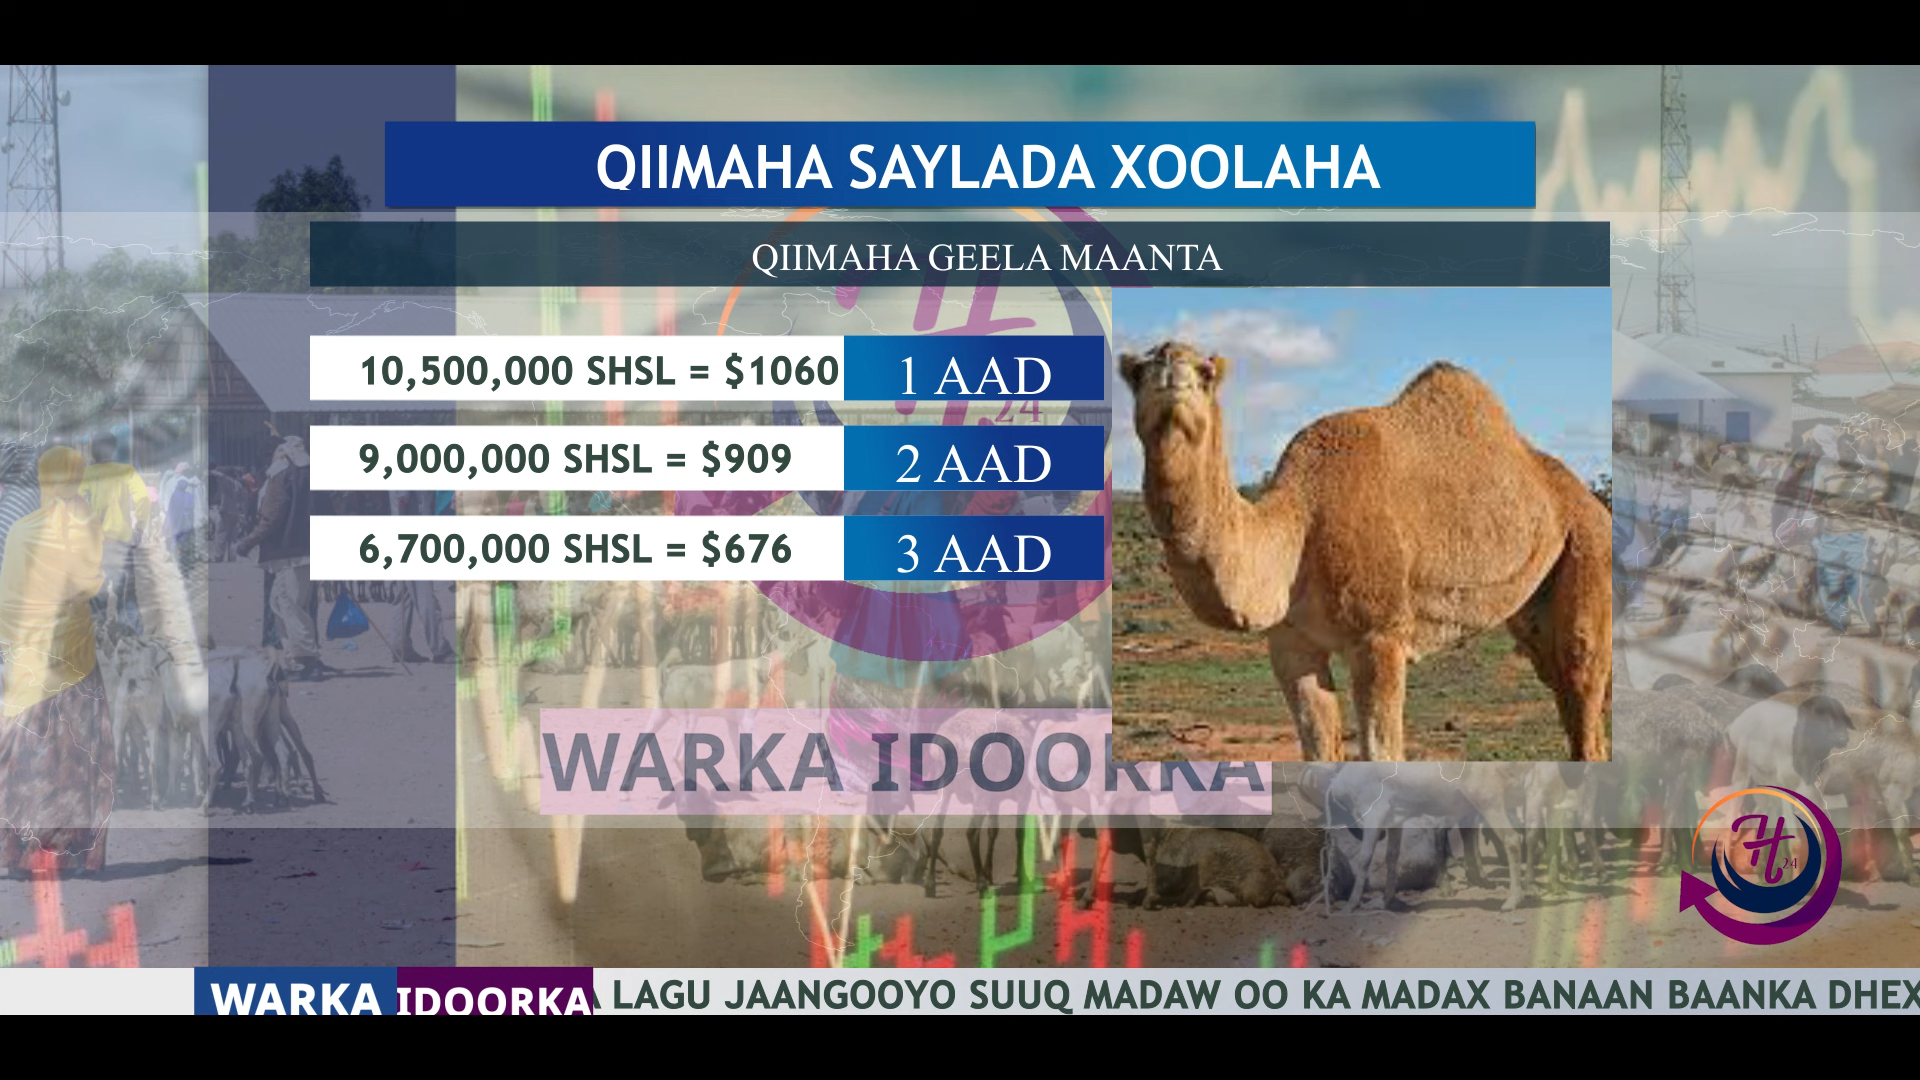 QIIMAHA SAYLADA XOOLAHA
QIIMAHA GEELA MAANTA
10,500,000 SHSL = $1060 1 AAD
9,000,000 SHSL = $909 2 AAD
6,700,000 SHSL = $676 3 AAD
H 24
WARKA IDOORKA
H 24
WARKA IDOORKA LAGU JAANGOOYO SUUQ MADAW OO KA MADAX BANAAN BAANKA DHEX